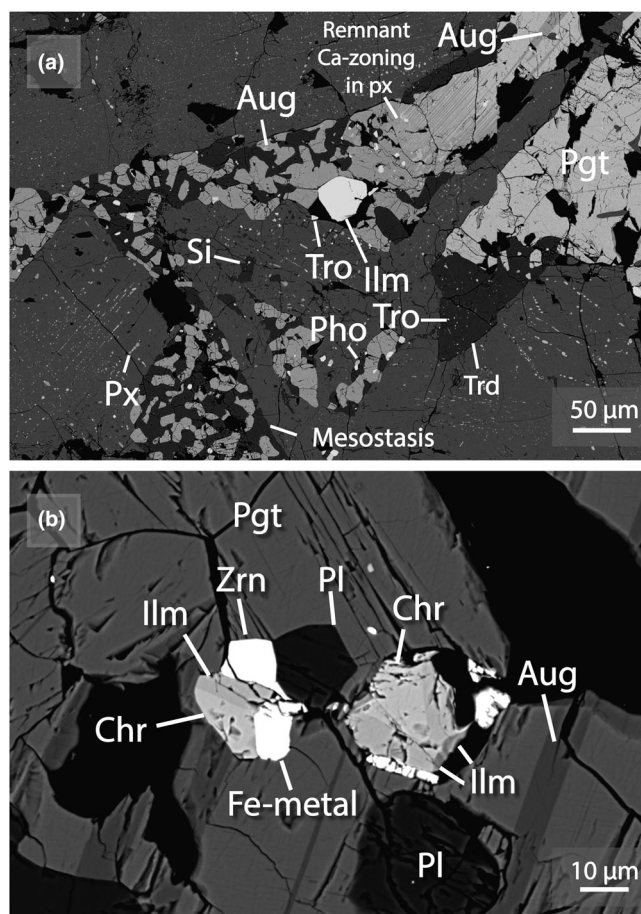 (a)
Remnant
Ca-zoning
in px
Aug
Aug
Pgt
Si
Tro
Ilm
Pho
Tro
Px
Trd
Mesostasis
50 µm
(b)
Pgt
Zrn
Pl
Ilm
Chr
Aug
Chr
Ilm
Fe-metal
Pl
10 µm